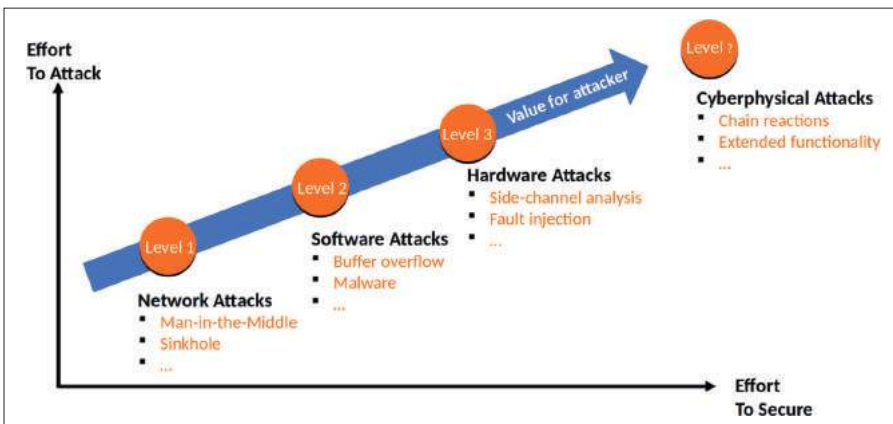 Effort
To Attack
Level ?
Value for attacker
Cyberphysical Attacks
▪ Chain reactions
▪ Extended functionality
▪ ...
Level 3
Hardware Attacks
▪ Side-channel analysis
▪ Fault injection
▪ ...
Level 2
Software Attacks
▪ Buffer overflow
▪ Malware
▪ ...
Level 1
Network Attacks
▪ Man-in-the-Middle
▪ Sinkhole
▪ ...
Effort
To Secure